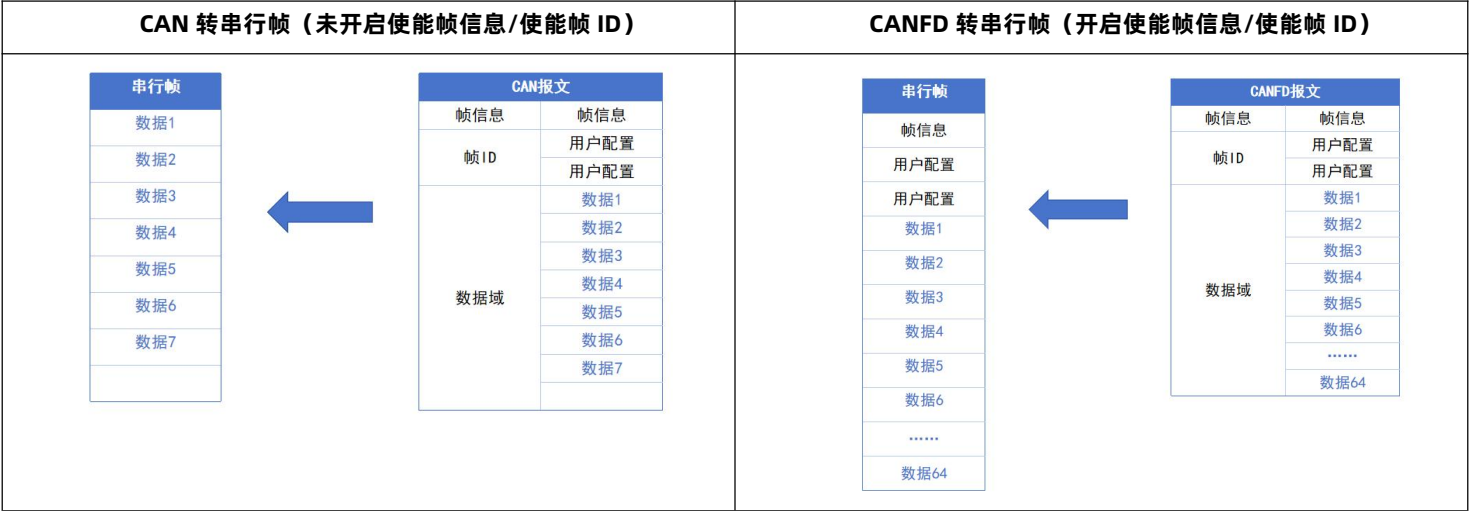 CAN 转串行帧（未开启使能帧信息/使能帧 ID）
CANFD 转串行帧（开启使能帧信息/使能帧 ID）
串行帧
数据1
数据2
数据3
数据4
数据5
数据6
数据7
CAN报文
帧信息 帧信息
帧ID
用户配置
用户配置
数据域
数据1
数据2
数据3
数据4
数据5
数据6
数据7
串行帧
帧信息
用户配置
用户配置
数据1
数据2
数据3
数据4
数据5
数据6
……
数据64
CANFD报文
帧信息 帧信息
帧ID
用户配置
用户配置
数据域
数据1
数据2
数据3
数据4
数据5
数据6
……
数据64